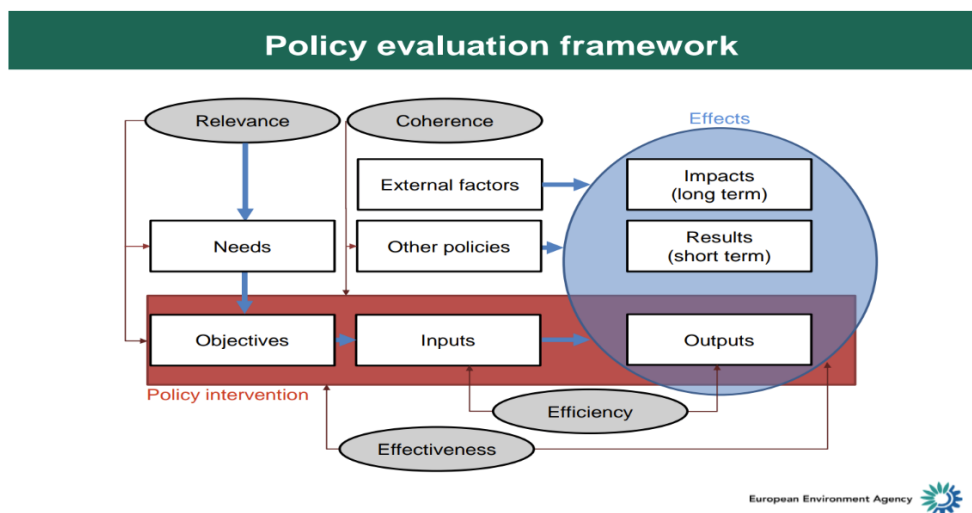 Policy evaluation framework
Relevance
Coherence
Effects
External factors
Impacts
(long term)
Needs
Other policies
Results
(short term)
Objectives
Inputs
Outputs
Policy intervention
Efficiency
Effectiveness
European Environment Agency